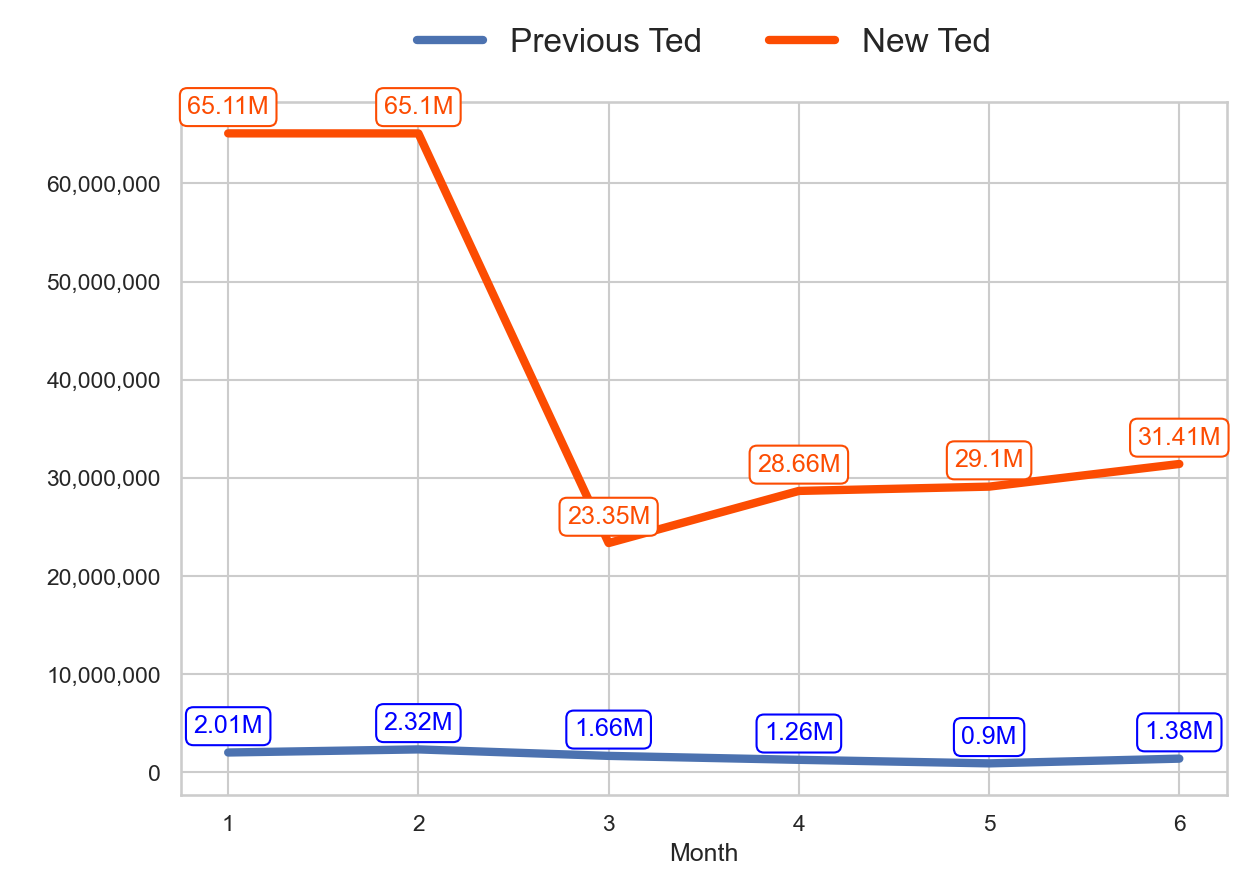 Previous Ted New Ted
65.11M 65.1M
60,000,000
50,000,000
40,000,000
31.41M
29.1M
28.66M
30,000,000
23.35M
20,000,000
10,000,000
2.01M 2.32M 1.66M 1.26M 0.9M 1.38M
0
1 2 3 4 5 6
Month